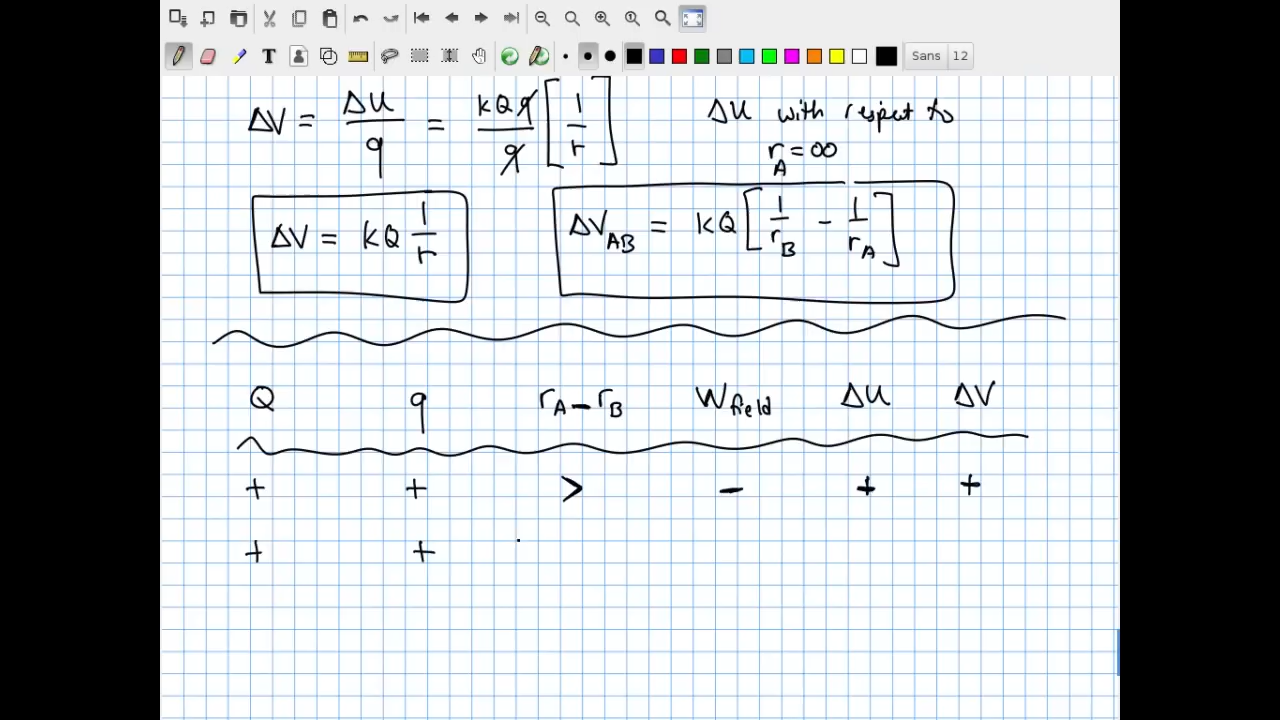 Sans 12
ΔV = ΔU/q = kQq/q [1/r]
ΔU with respect to
r_A = ∞
ΔV = kQ 1/r
ΔV_AB = kQ [1/r_B - 1/r_A]
Q q r_A _ r_B W_field ΔU ΔV
+ + > - + +
+ +